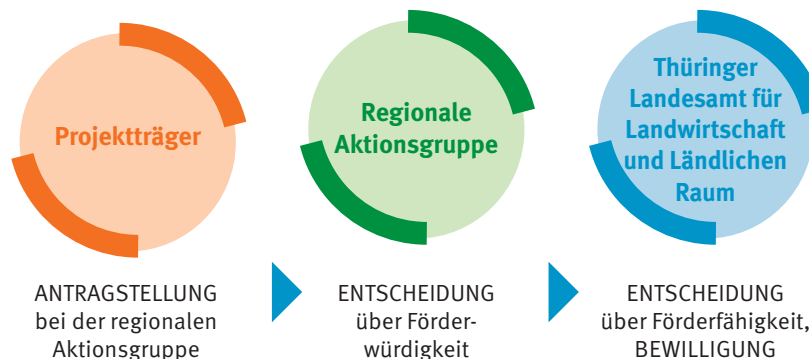 Projektträger
Regionale
Aktionsgruppe
Thüringer
Landesamt für
Landwirtschaft
und Ländlichen
Raum
ANTRAGSTELLUNG
bei der regionalen
Aktionsgruppe
ENTSCHEIDUNG
über Förder-
würdigkeit
ENTSCHEIDUNG
über Förderfähigkeit,
BEWILLIGUNG